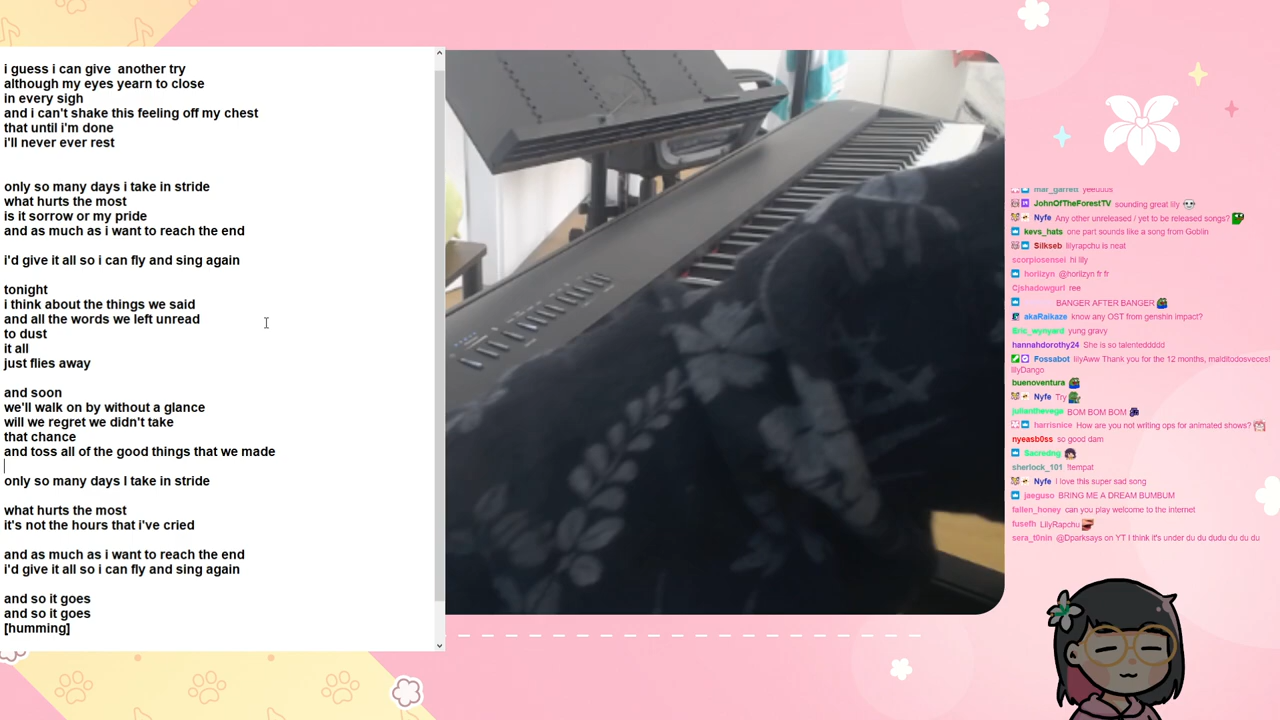 i guess i can give  another try
although my eyes yearn to close
in every sigh
and i can't shake this feeling off my chest
that until i'm done
i'll never ever rest
only so many days i take in stride
what hurts the most
is it sorrow or my pride
and as much as i want to reach the end
i'd give it all so i can fly and sing again
tonight
i think about the things we said
and all the words we left unread
to dust
it all
just flies away
and soon
we'll walk on by without a glance
will we regret we didn't take
that chance
and toss all of the good things that we made
only so many days I take in stride
what hurts the most
it's not the hours that i've cried
and as much as i want to reach the end
i'd give it all so i can fly and sing again
and so it goes
and so it goes
[humming]
JohnOfTheForestTV sounding great lily
Nyfe Any other unreleased / yet to be released songs?
kevs_hats one part sounds like a song from Goblin
Silkseb lilyrapchu is neat
scorpiosensei hi lily
horiizyn @horiizyn fr fr
Cjshadowgurl ree
BANGER AFTER BANGER
akaRaikaze know any OST from genshin impact?
Eric_wynyard yung gravy
hannahdorothy24 She is so talenteddddd
Fossabot lilyAww Thank you for the 12 months, malditodosveces!
lilyDango
buenoventura
Nyfe Try
julianthevega BOM BOM BOM
harrisnice How are you not writing ops for animated shows?
nyeasb0ss so good dam
Sacredng
sherlock_101 !tempat
Nyfe I love this super sad song
jaeguso BRING ME A DREAM BUMBUM
fallen_honey can you play welcome to the internet
fusefh LilyRapchu
sera_t0nin @Dparksays on YT I think it's under du du dudu du du du